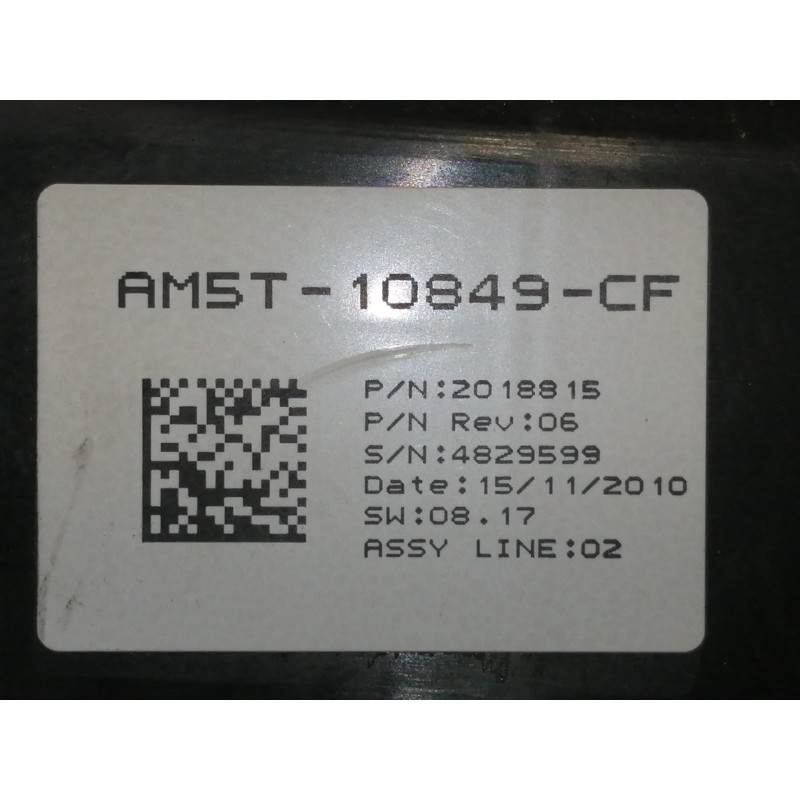 AM5T-10849-CF
P/N:2018815
P/N Rev:06
S/N:4829599
Date:15/11/2010
SW:08.17
ASSY LINE:02